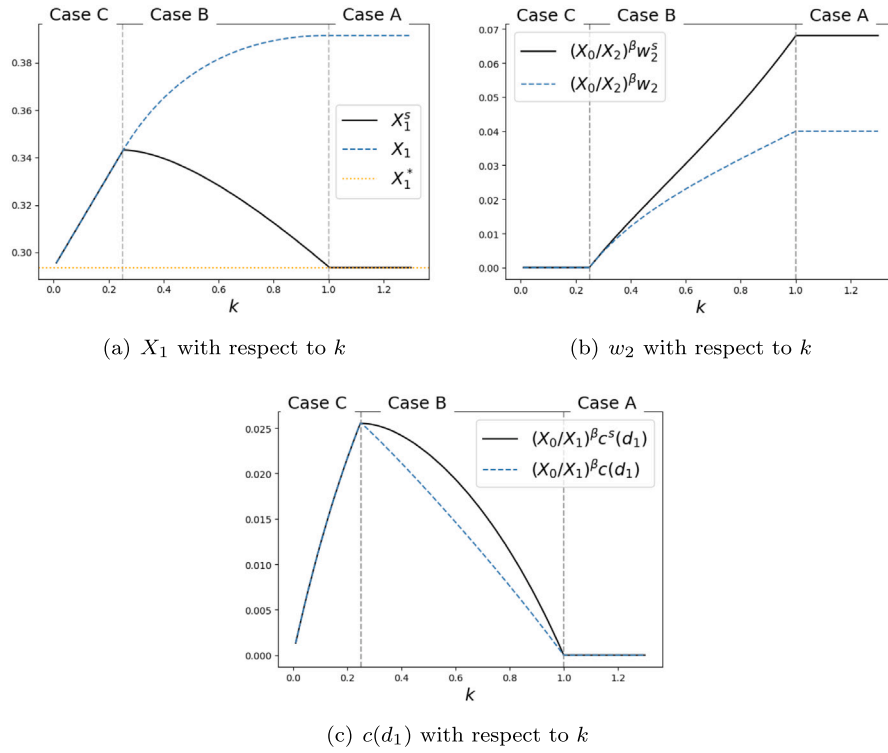 Case C Case B Case A
0.38
0.36
0.34
0.32
0.30
X_1^s
X_1
X_1^*
0.0 0.2 0.4 0.6 0.8 1.0 1.2
k
(a) X_1 with respect to k
Case C Case B Case A
0.07
0.06
0.05
0.04
0.03
0.02
0.01
0.00
(X_0/X_2)^β w_2^s
(X_0/X_2)^β w_2
0.0 0.2 0.4 0.6 0.8 1.0 1.2
k
(b) w_2 with respect to k
Case C Case B Case A
0.025
0.020
0.015
0.010
0.005
0.000
(X_0/X_1)^β c^s(d_1)
(X_0/X_1)^β c(d_1)
0.0 0.2 0.4 0.6 0.8 1.0 1.2
k
(c) c(d_1) with respect to k